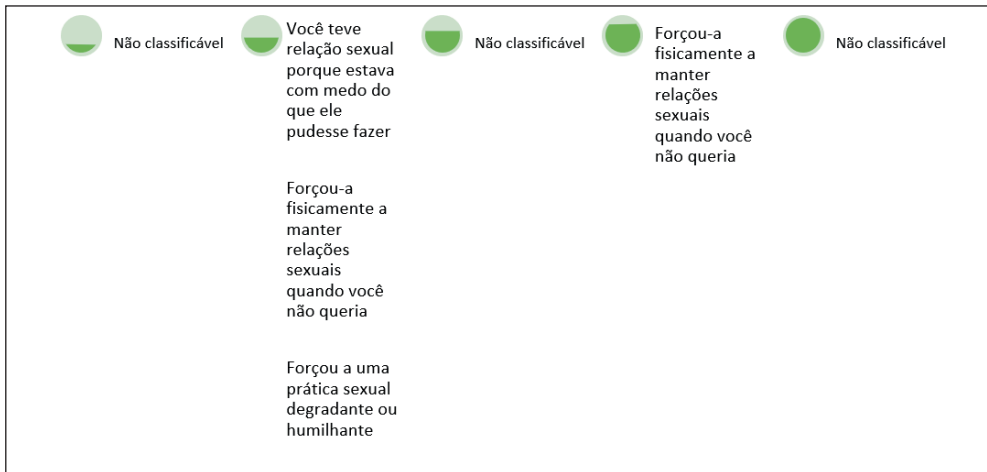 Não classificável
Você teve
relação sexual
porque estava
com medo do
que ele
pudesse fazer
Forçou-a
fisicamente a
manter
relações
sexuais
quando você
não queria
Forçou a uma
prática sexual
degradante ou
humilhante
Não classificável
Forçou-a
fisicamente a
manter
relações
sexuais
quando você
não queria
Não classificável